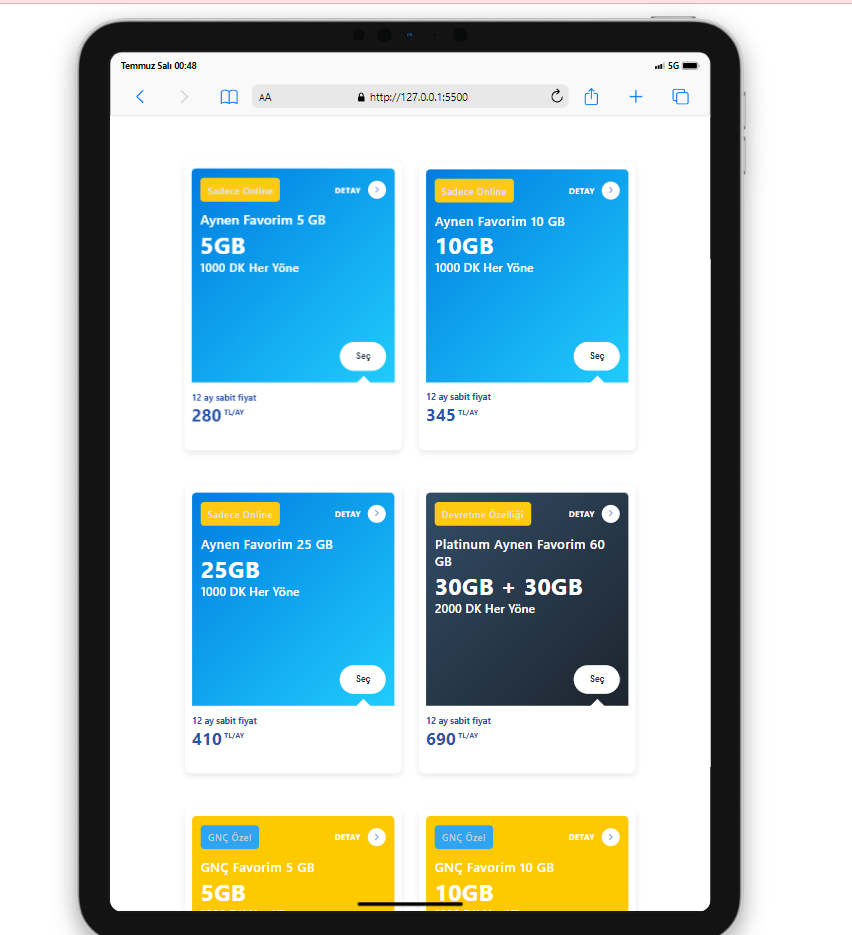 Temmuz Salı 00:48
5G
AA
http://127.0.0.1:5500
Sadece Online
DETAY
Aynen Favorim 5 GB
5GB
1000 DK Her Yöne
Seç
12 ay sabit fiyat
280 TL/AY
Sadece Online
DETAY
Aynen Favorim 10 GB
10GB
1000 DK Her Yöne
Seç
12 ay sabit fiyat
345 TL/AY
Sadece Online
DETAY
Aynen Favorim 25 GB
25GB
1000 DK Her Yöne
Seç
12 ay sabit fiyat
410 TL/AY
Devretme Özelliği
DETAY
Platinum Aynen Favorim 60
GB
30GB + 30GB
2000 DK Her Yöne
Seç
12 ay sabit fiyat
690 TL/AY
GNÇ Özel
DETAY
GNÇ Favorim 5 GB
5GB
GNÇ Özel
DETAY
GNÇ Favorim 10 GB
10GB